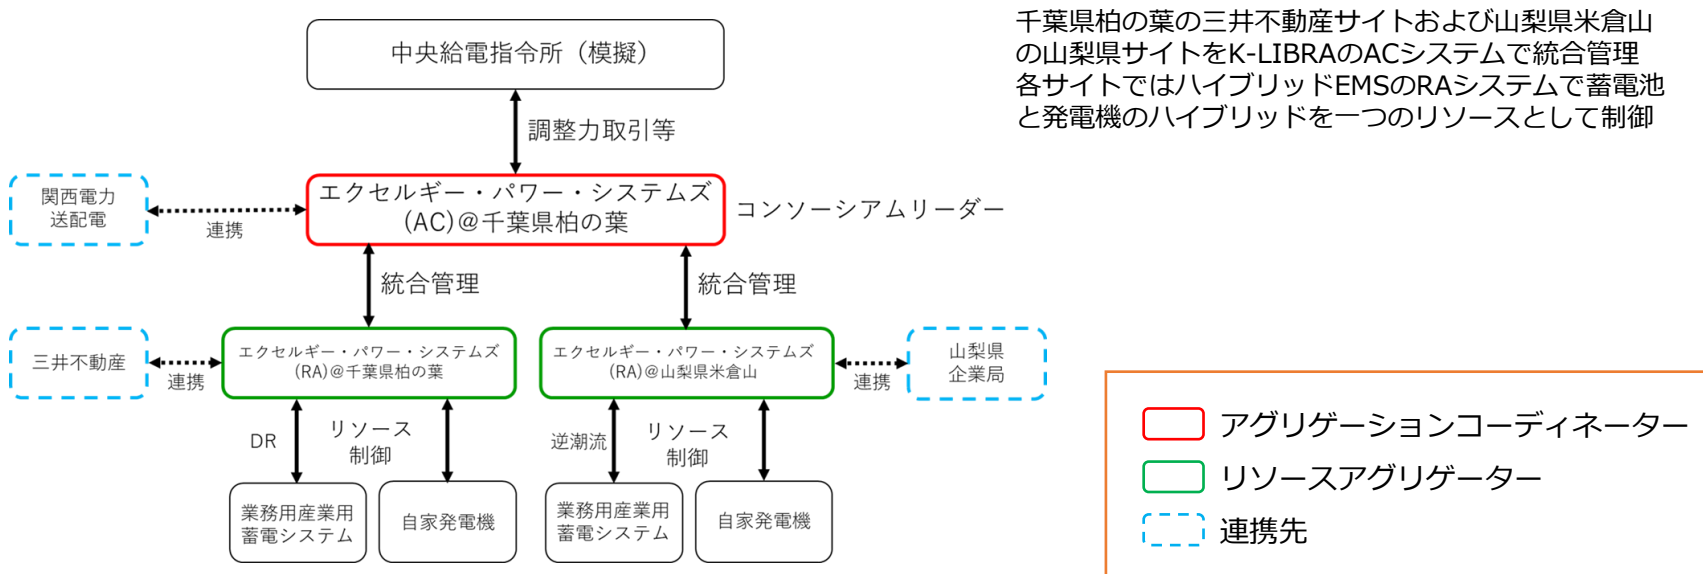 千葉県柏の葉の三井不動産サイトおよび山梨県米倉山
の山梨県サイトをK-LIBRAのACシステムで統合管理
各サイトではハイブリッドEMSのRAシステムで蓄電池
と発電機のハイブリッドを一つのリソースとして制御
中央給電指令所（模擬）
調整力取引等
関西電力
送配電
連携
エクセルギー・パワー・システムズ
(AC)@千葉県柏の葉
コンソーシアムリーダー
統合管理
統合管理
三井不動産
連携
エクセルギー・パワー・システムズ
(RA)@千葉県柏の葉
エクセルギー・パワー・システムズ
(RA)@山梨県米倉山
連携
山梨県
企業局
DR
リソース
制御
逆潮流
リソース
制御
業務用産業用
蓄電システム
自家発電機
業務用産業用
蓄電システム
自家発電機
アグリゲーションコーディネーター
リソースアグリゲーター
連携先